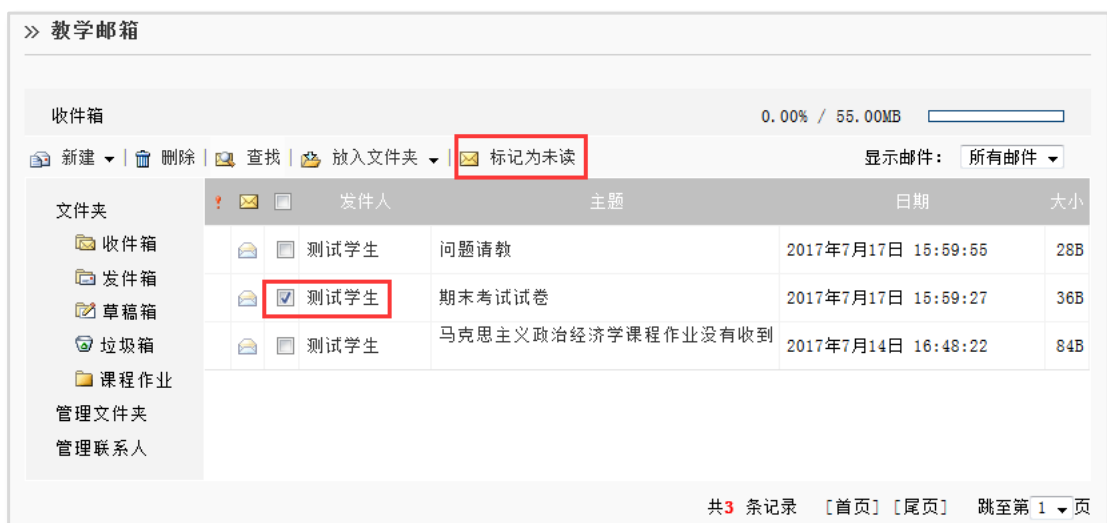 » 教学邮箱
收件箱 0.00% / 55.00MB
新建 删除 查找 放入文件夹 标记为未读 显示邮件： 所有邮件
文件夹 发件人 主题 日期 大小
收件箱 测试学生 问题请教 2017年7月17日 15:59:55 28B
发件箱
草稿箱 测试学生 期末考试试卷 2017年7月17日 15:59:27 36B
垃圾箱 测试学生 马克思主义政治经济学课程作业没有收到 2017年7月14日 16:48:22 84B
课程作业
管理文件夹
管理联系人
共3 条记录 [首页] [尾页] 跳至第 1 页